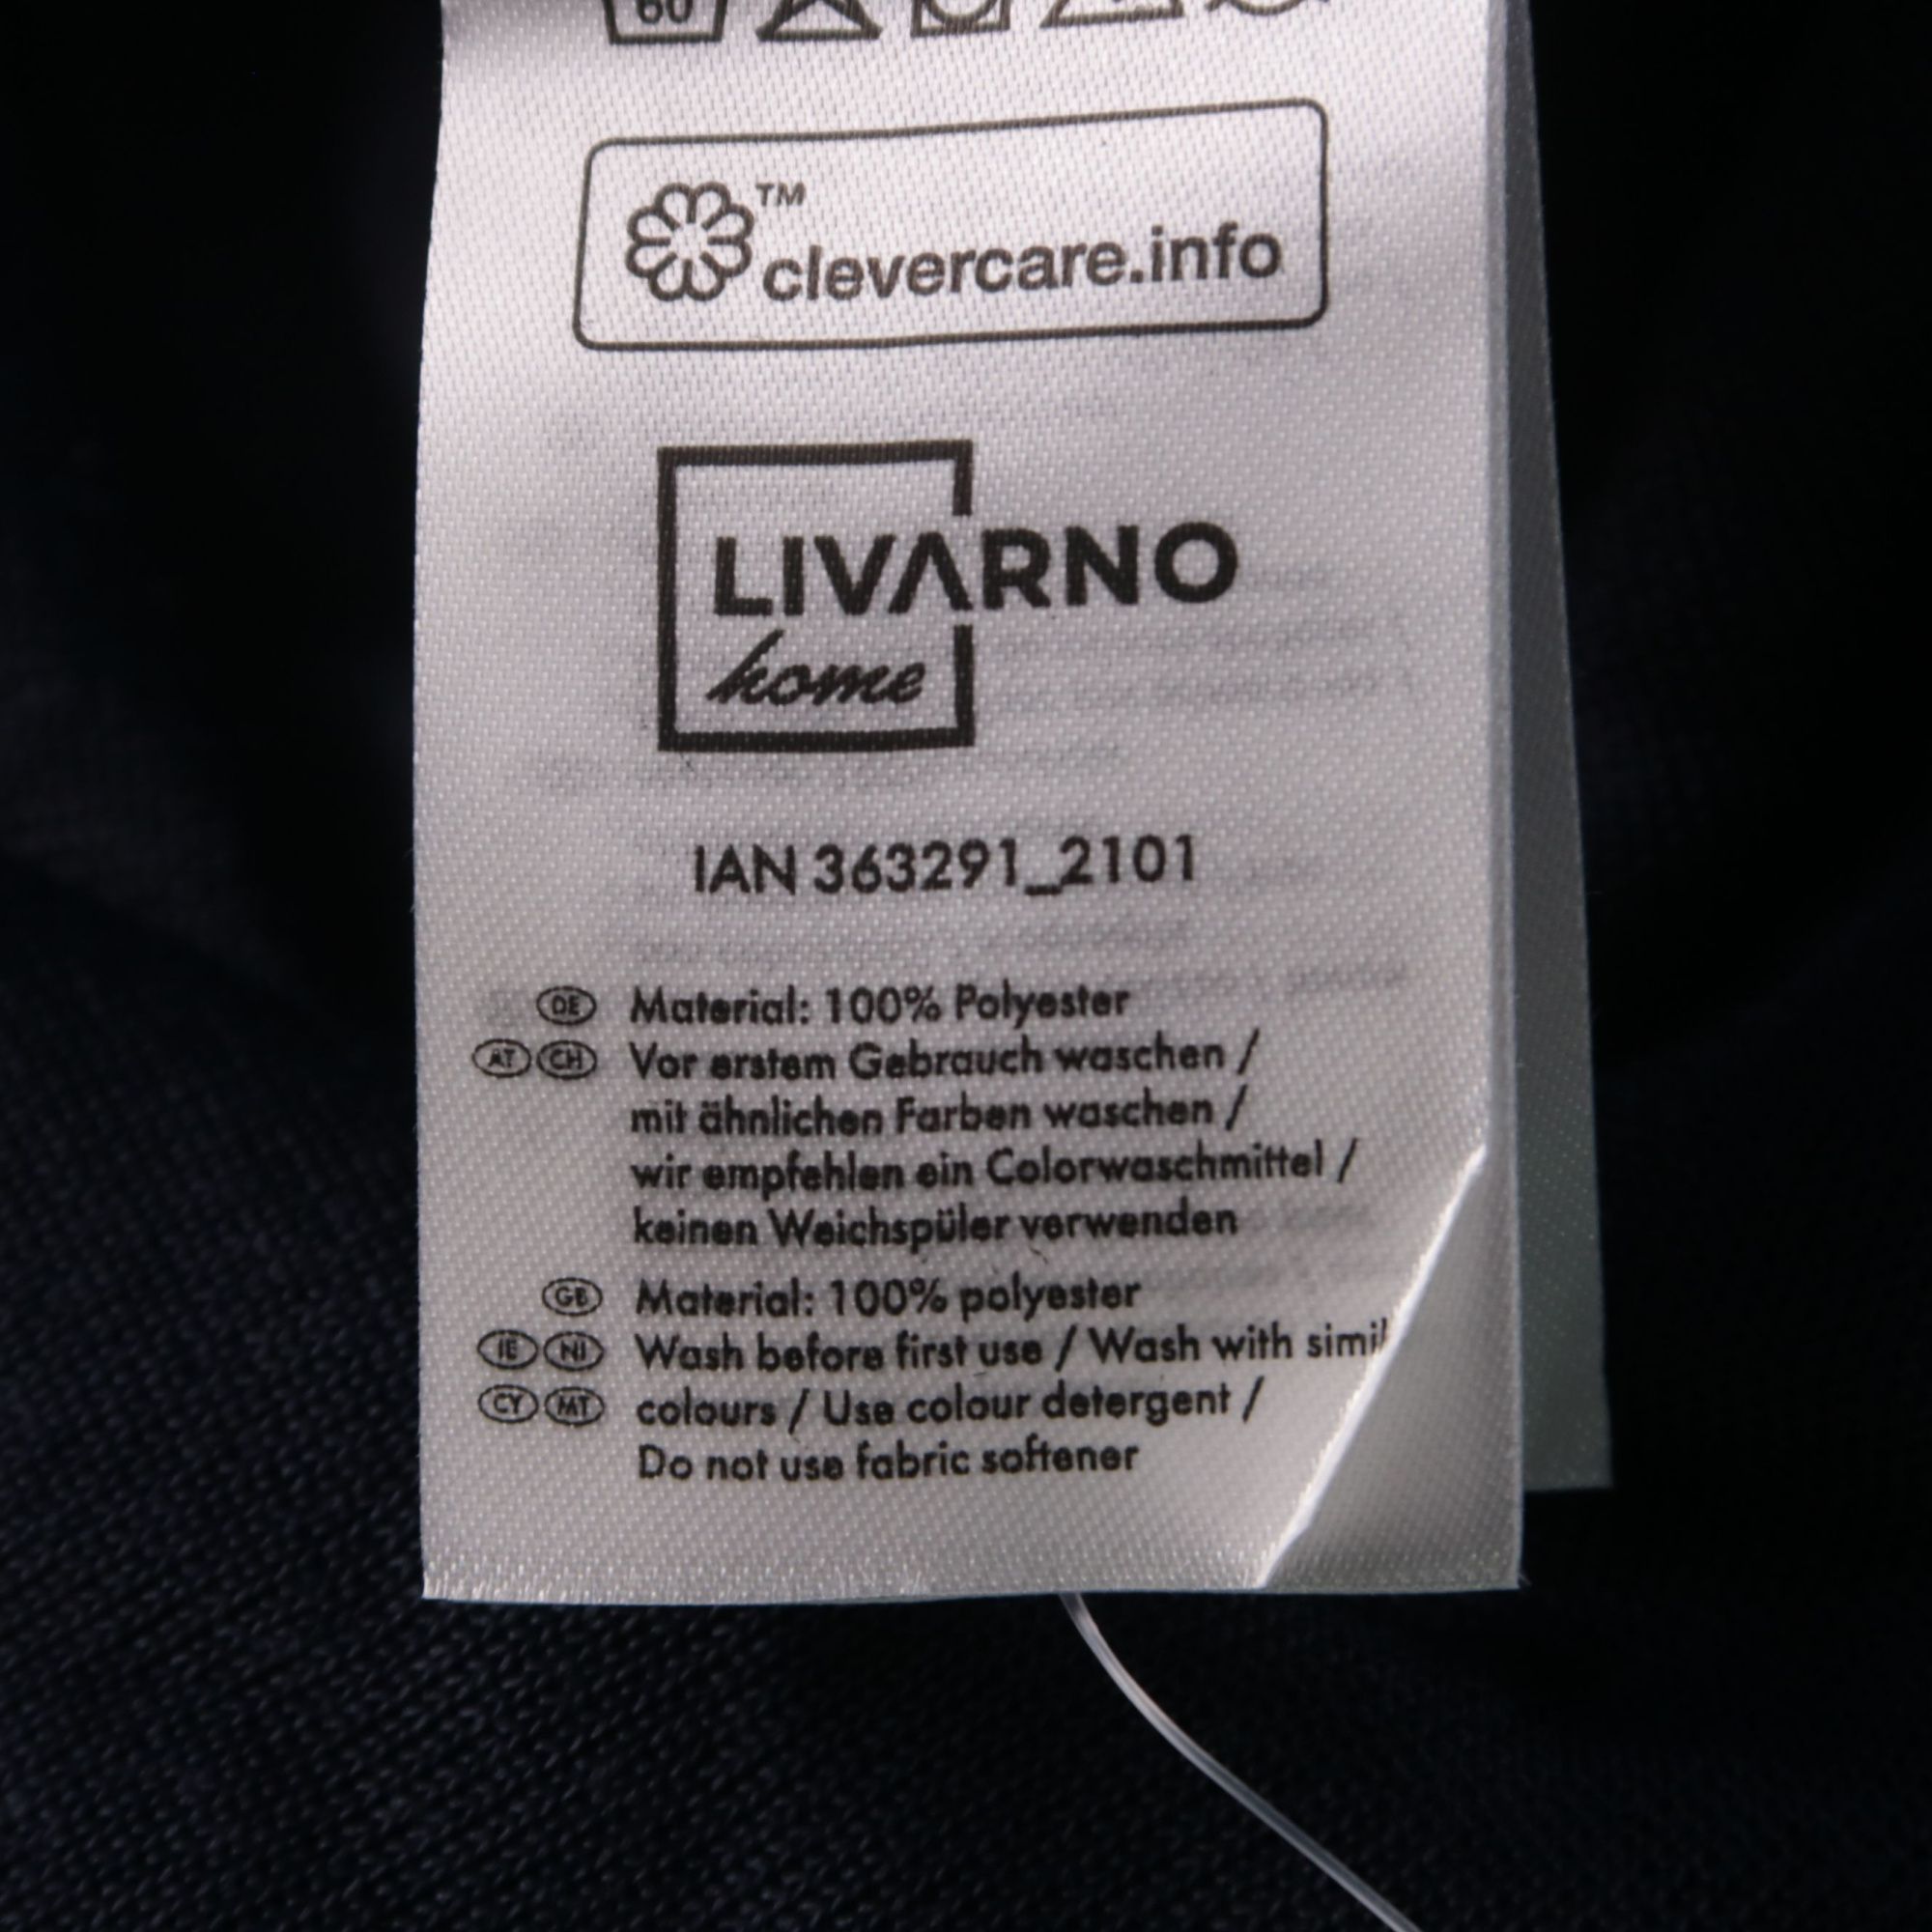 60
™
clevercare.info
LIVARNO
home
IAN 363291_2101
DE Material: 100% Polyester
AT CH Vor erstem Gebrauch waschen /
mit ähnlichen Farben waschen /
wir empfehlen ein Colorwaschmittel /
keinen Weichspüler verwenden
GB Material: 100% polyester
IE NI Wash before first use / Wash with simil
CY MT colours / Use colour detergent /
Do not use fabric softener